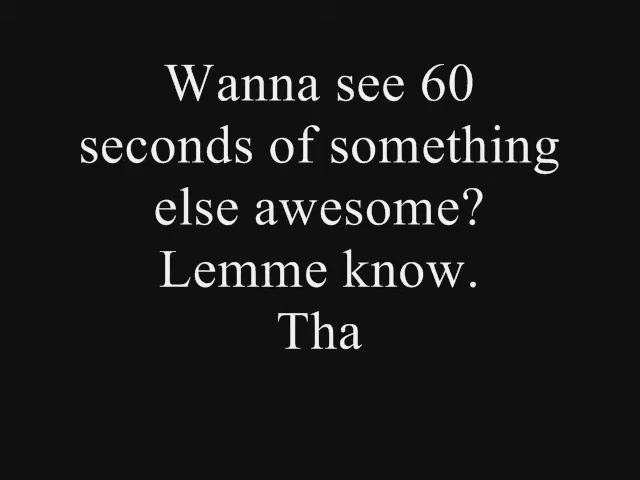 Wanna see 60
seconds of something
else awesome?
Lemme know.
Tha